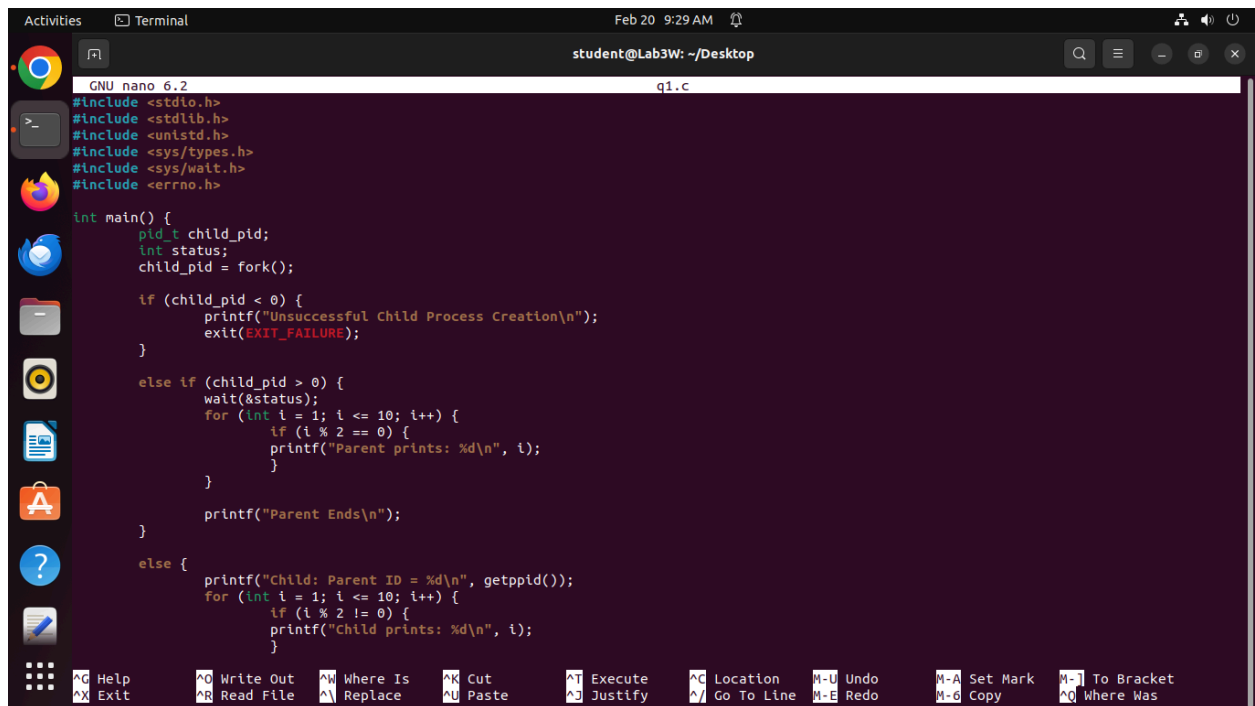 Activities Terminal Feb 20 9:29 AM
student@Lab3W: ~/Desktop
GNU nano 6.2 q1.c
#include <stdio.h>
#include <stdlib.h>
#include <unistd.h>
#include <sys/types.h>
#include <sys/wait.h>
#include <errno.h>
int main() {
pid_t child_pid;
int status;
child_pid = fork();
if (child_pid < 0) {
printf("Unsuccessful Child Process Creation\n");
exit(EXIT_FAILURE);
}
else if (child_pid > 0) {
wait(&status);
for (int i = 1; i <= 10; i++) {
if (i % 2 == 0) {
printf("Parent prints: %d\n", i);
}
}
printf("Parent Ends\n");
}
else {
printf("Child: Parent ID = %d\n", getppid());
for (int i = 1; i <= 10; i++) {
if (i % 2 != 0) {
printf("Child prints: %d\n", i);
}
^G Help ^O Write Out ^W Where Is ^K Cut ^T Execute ^C Location M-U Undo M-A Set Mark M-] To Bracket
^X Exit ^R Read File ^\ Replace ^U Paste ^J Justify ^/ Go To Line M-E Redo M-6 Copy ^Q Where Was